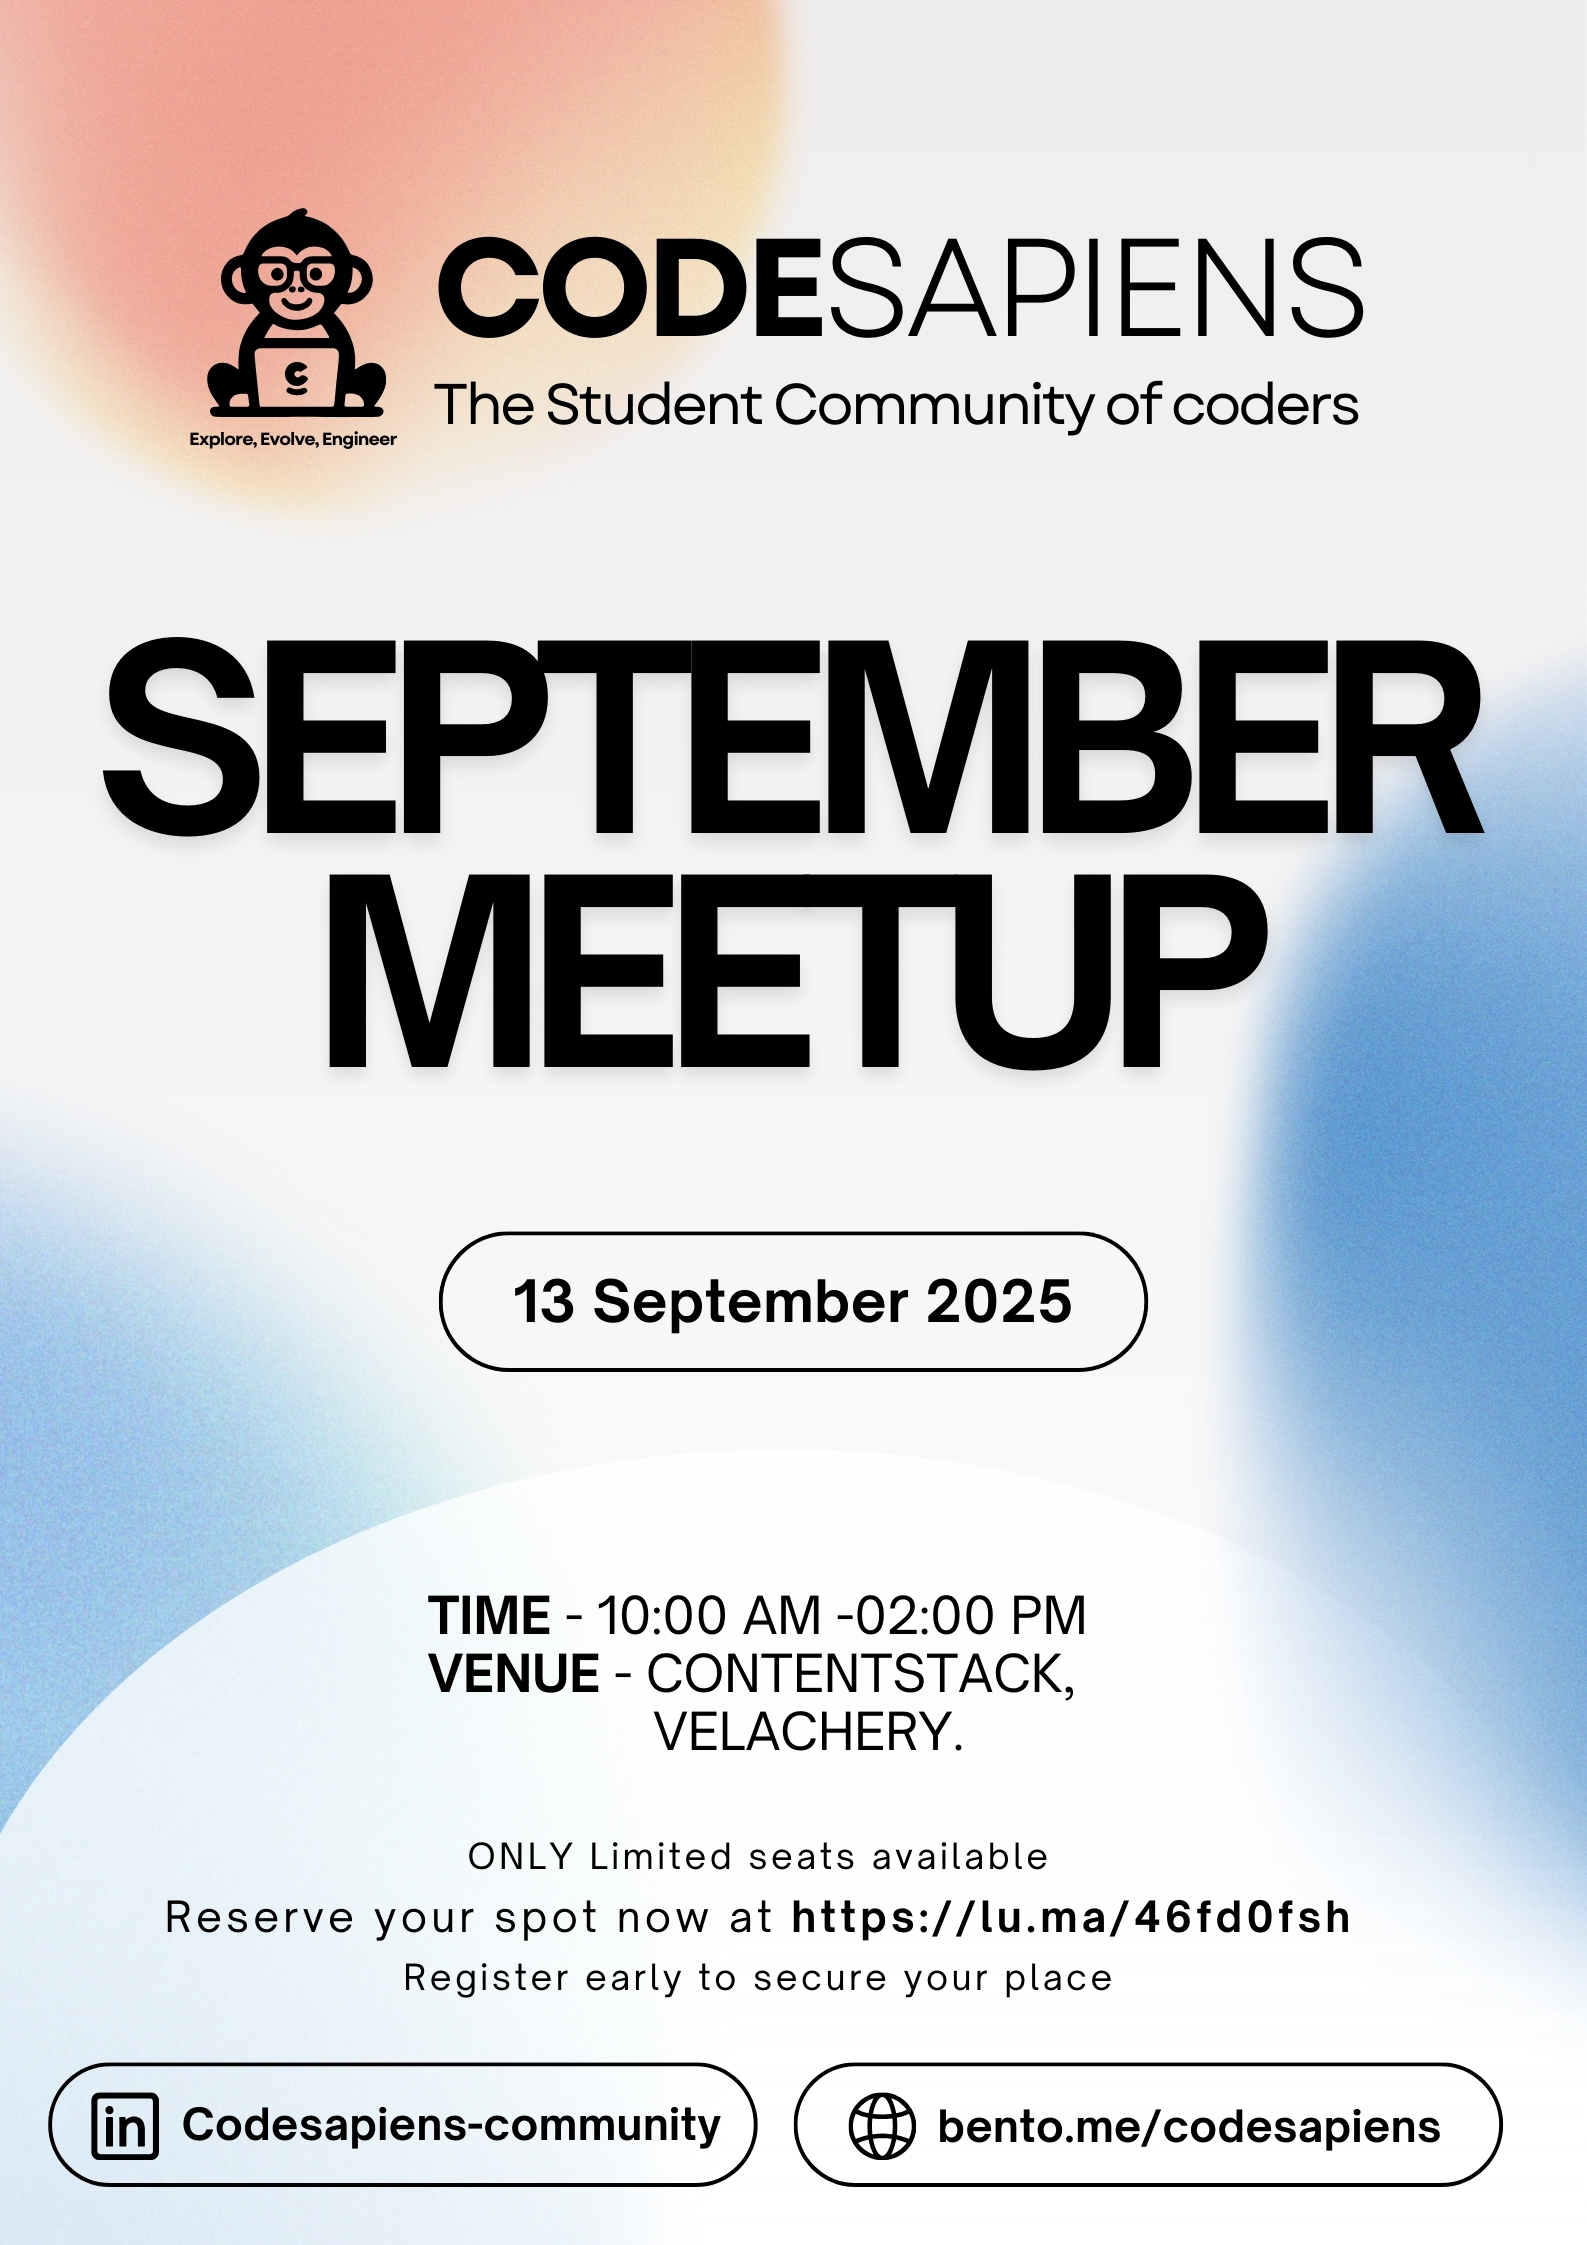 CODESAPIENS
The Student Community of coders
Explore, Evolve, Engineer
SEPTEMBER
MEETUP
13 September 2025
TIME - 10:00 AM -02:00 PM
VENUE - CONTENTSTACK,
VELACHERY.
ONLY Limited seats available
Reserve your spot now at https://lu.ma/46fd0fsh
Register early to secure your place
in Codesapiens-community
bento.me/codesapiens